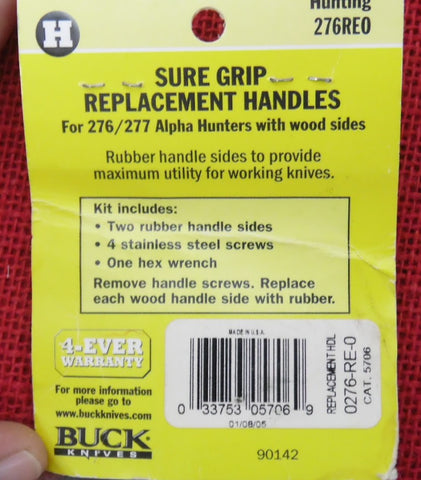 Hunting
276REO
H
SURE GRIP
REPLACEMENT HANDLES
For 276/277 Alpha Hunters with wood sides
Rubber handle sides to provide
maximum utility for working knives.
Kit includes:
• Two rubber handle sides
• 4 stainless steel screws
• One hex wrench
Remove handle screws. Replace
each wood handle side with rubber.
4-EVER
WARRANTY
For more information
please go to
www.buckknives.com
BUCK
KNIVES
MADE IN U.S.A.
0 33753 05706 9
01/08/05
REPLACEMENT HDL
0276-RE-0
CAT. 5706
90142